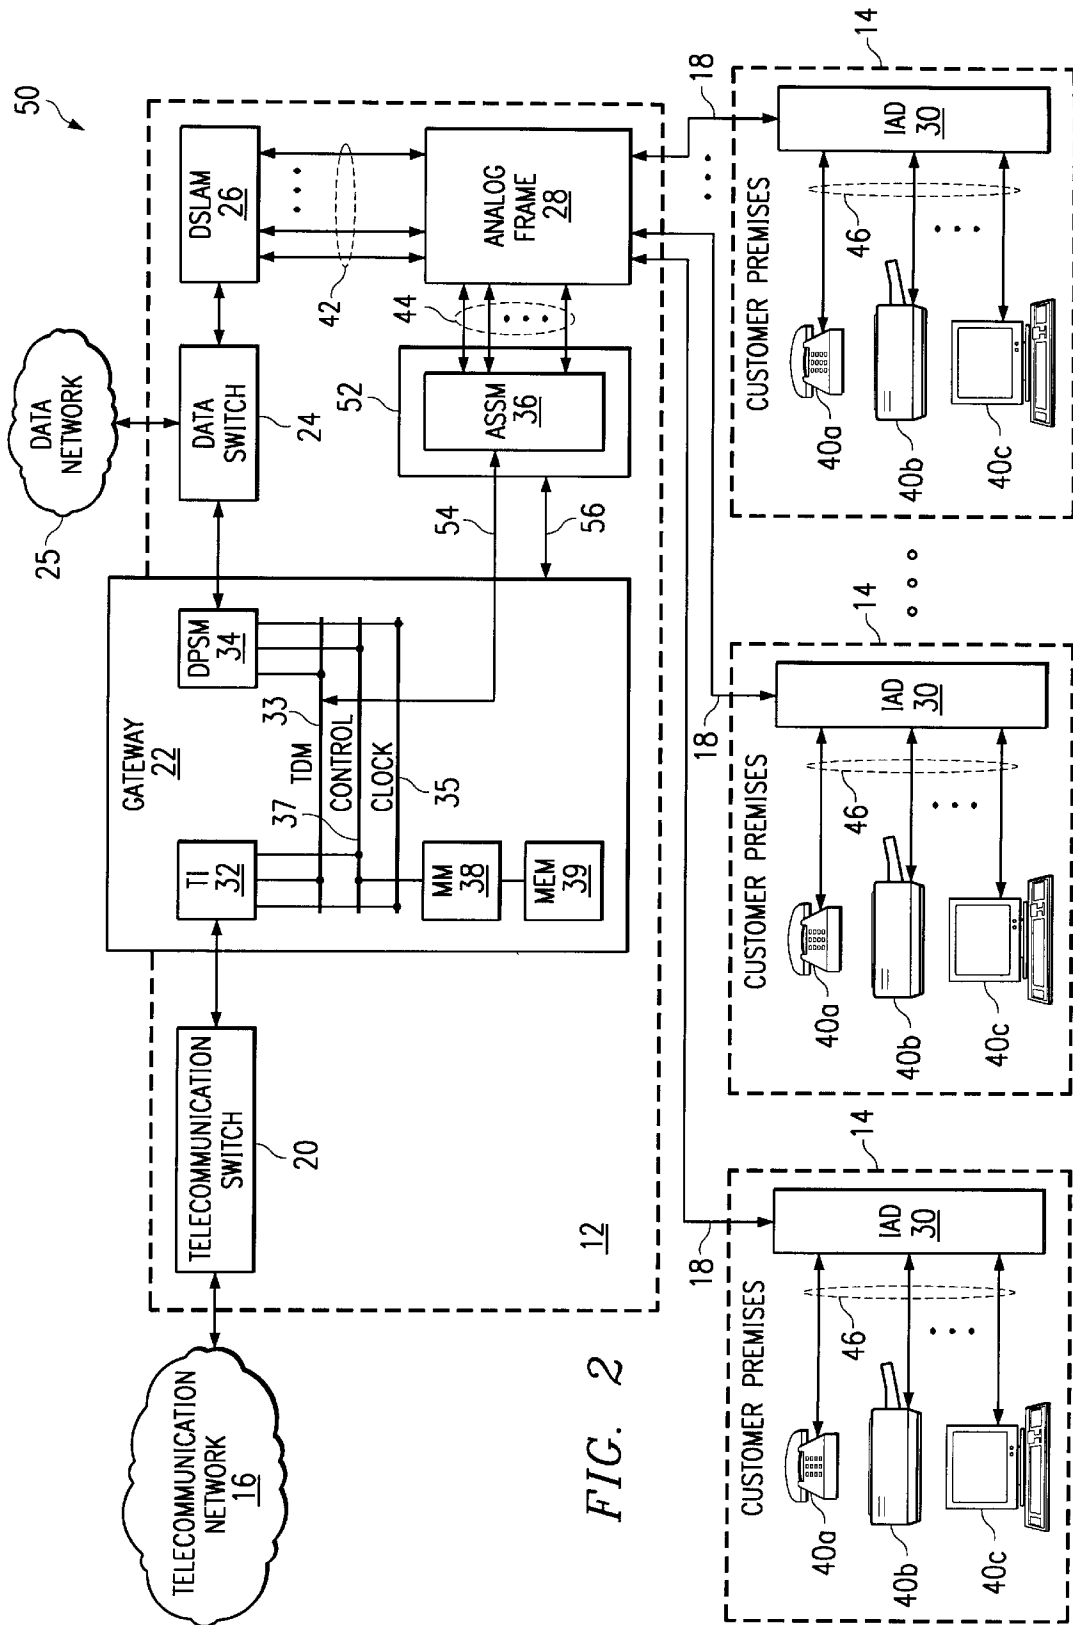 50
TELECOMMUNICATION
NETWORK
16
TELECOMMUNICATION
SWITCH
20
12
GATEWAY
22
TI
32
DPSM
34
33
TDM
37
CONTROL
CLOCK
35
MM
38
MEM
39
DATA
NETWORK
25
DATA
SWITCH
24
DSLAM
26
42
ANALOG
FRAME
28
44
52
ASSM
36
54
56
FIG. 2
18
14
CUSTOMER PREMISES
IAD
30
46
40a
40b
40c
18
14
CUSTOMER PREMISES
IAD
30
46
40a
40b
40c
18
14
CUSTOMER PREMISES
IAD
30
46
40a
40b
40c